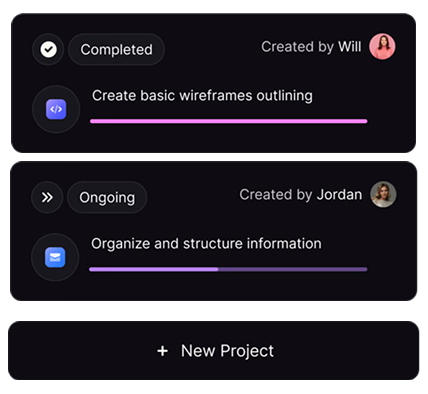 Completed
Created by Will
Create basic wireframes outlining
Ongoing
Created by Jordan
Organize and structure information
+ New Project